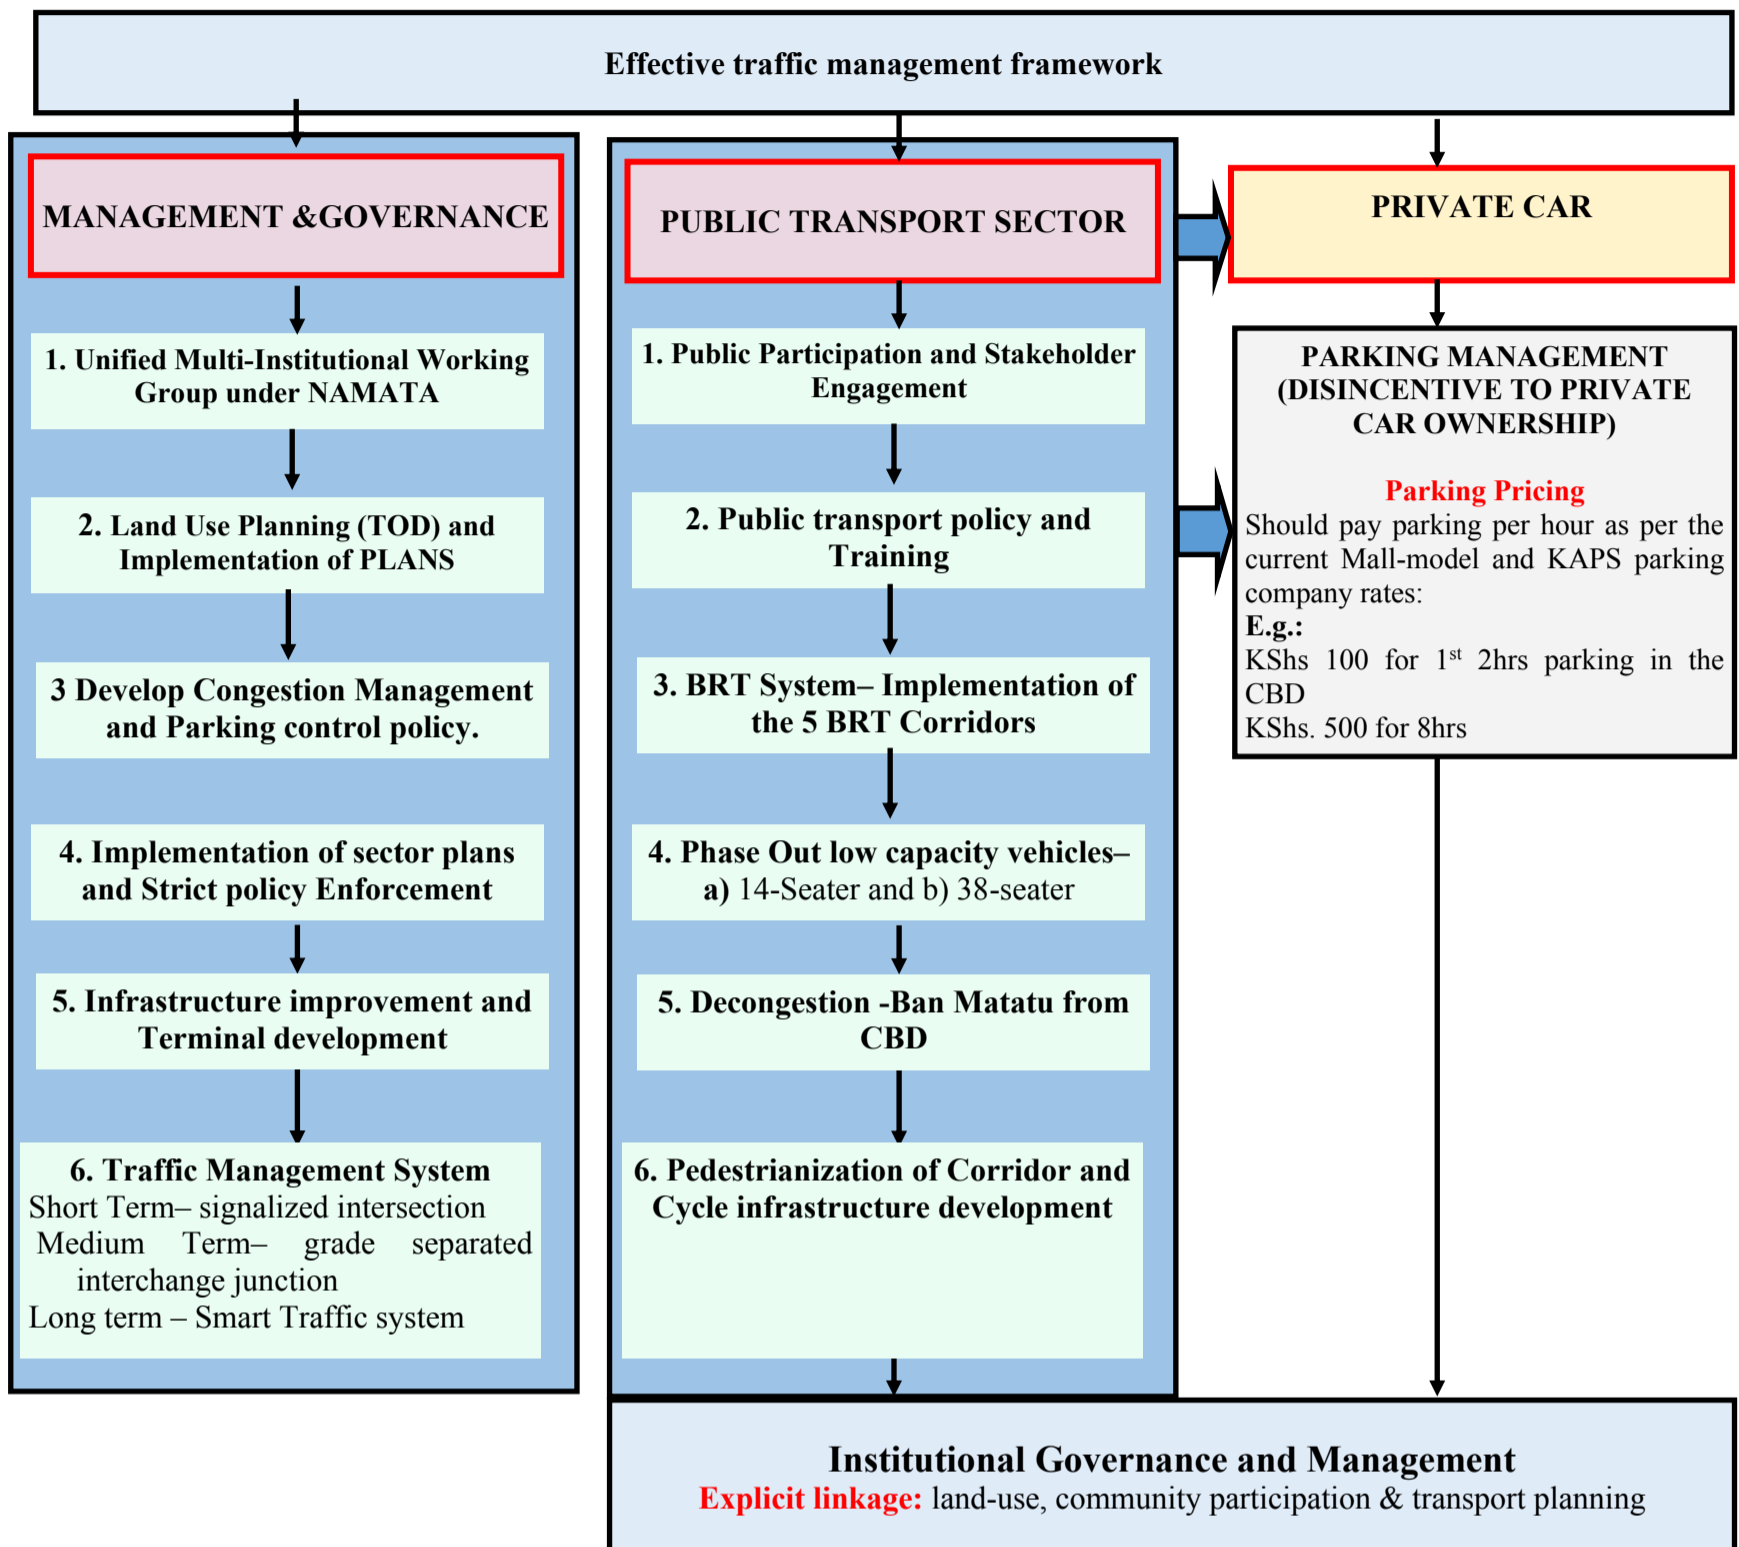 Effective traffic management framework
MANAGEMENT &GOVERNANCE
1. Unified Multi-Institutional Working
Group under NAMATA
2. Land Use Planning (TOD) and
Implementation of PLANS
3 Develop Congestion Management
and Parking control policy.
4. Implementation of sector plans
and Strict policy Enforcement
5. Infrastructure improvement and
Terminal development
6. Traffic Management System
Short Term– signalized intersection
Medium Term– grade separated
interchange junction
Long term – Smart Traffic system
PUBLIC TRANSPORT SECTOR
1. Public Participation and Stakeholder
Engagement
2. Public transport policy and
Training
3. BRT System– Implementation of
the 5 BRT Corridors
4. Phase Out low capacity vehicles–
a) 14-Seater and b) 38-seater
5. Decongestion -Ban Matatu from
CBD
6. Pedestrianization of Corridor and
Cycle infrastructure development
PRIVATE CAR
PARKING MANAGEMENT
(DISINCENTIVE TO PRIVATE
CAR OWNERSHIP)
Parking Pricing
Should pay parking per hour as per the
current Mall-model and KAPS parking
company rates:
E.g.:
KShs 100 for 1st 2hrs parking in the
CBD
KShs. 500 for 8hrs
Institutional Governance and Management
Explicit linkage: land-use, community participation & transport planning